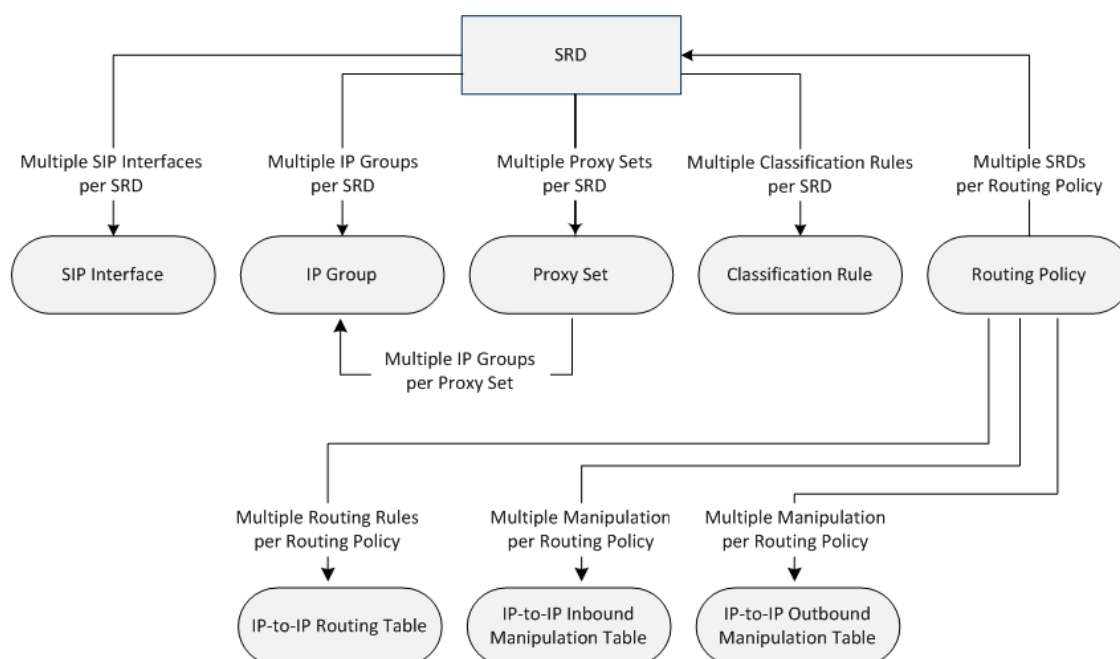 SRD
Multiple SIP Interfaces
per SRD
Multiple IP Groups
per SRD
Multiple Proxy Sets
per SRD
Multiple Classification Rules
per SRD
Multiple SRDs
per Routing Policy
SIP Interface
IP Group
Proxy Set
Classification Rule
Routing Policy
Multiple IP Groups
per Proxy Set
Multiple Routing Rules
per Routing Policy
Multiple Manipulation
per Routing Policy
Multiple Manipulation
per Routing Policy
IP-to-IP Routing Table
IP-to-IP Inbound
Manipulation Table
IP-to-IP Outbound
Manipulation Table